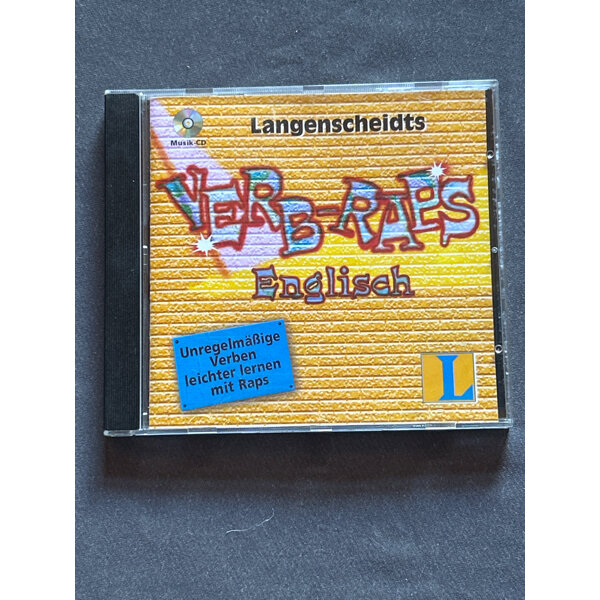 Musik-CD
Langenscheidts
VERB-RAPS
Englisch
Unregelmäßige
Verben
leichter lernen
mit Raps
L